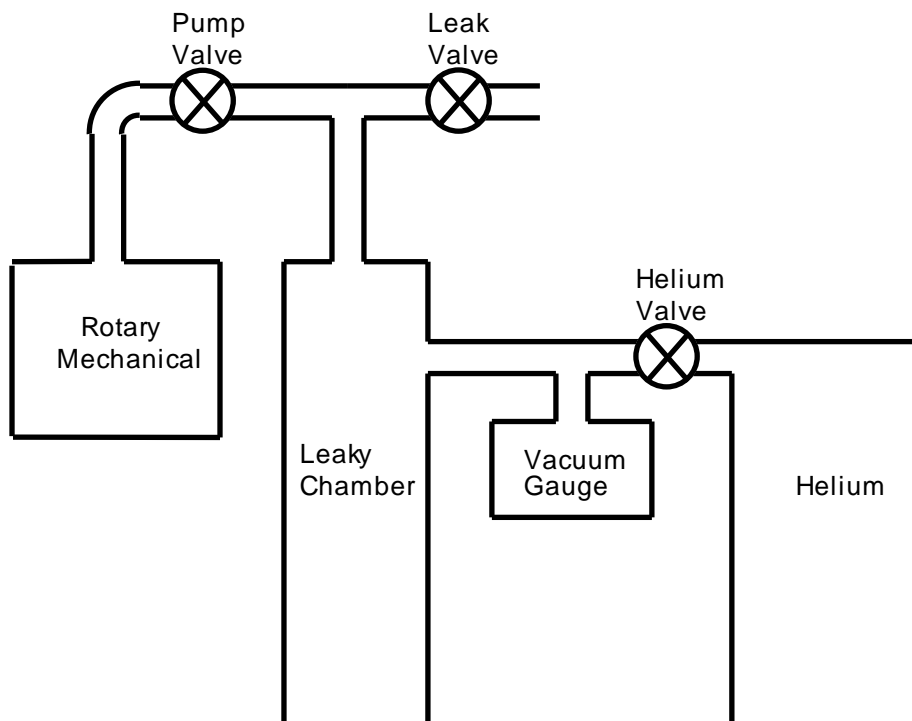 Pump
Valve
Leak
Valve
Helium
Valve
Rotary
Mechanical
Leaky
Chamber
Vacuum
Gauge
Helium